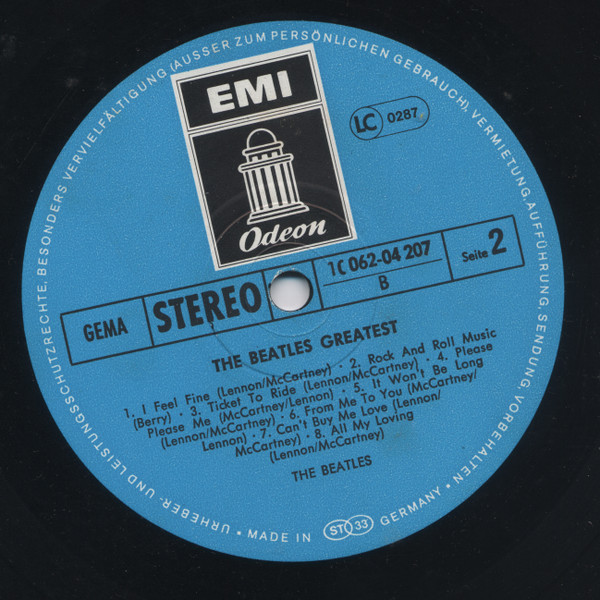 URHEBER- UND LEISTUNGSSCHUTZRECHTE, BESONDERS VERVIELFÄLTIGUNG (AUSSER ZUM PERSÖNLICHEN GEBRAUCH), VERMIETUNG, AUFFÜHRUNG, SENDUNG, VORBEHALTEN •
EMI
Odeon
LC 0287
GEMA
STEREO
1C 062-04 207
B
Seite 2
THE BEATLES GREATEST
1. I Feel Fine (Lennon/McCartney) · 2. Rock And Roll Music
(Berry) · 3. Ticket To Ride (Lennon/McCartney) · 4. Please
Please Me (McCartney/Lennon) · 5. It Won't Be Long
(Lennon/McCartney) · 6. From Me To You (McCartney/
Lennon) · 7. Can't Buy Me Love (Lennon/
McCartney) · 8. All My Loving
(Lennon/McCartney)
THE BEATLES
• MADE IN ST 33 GERMANY •